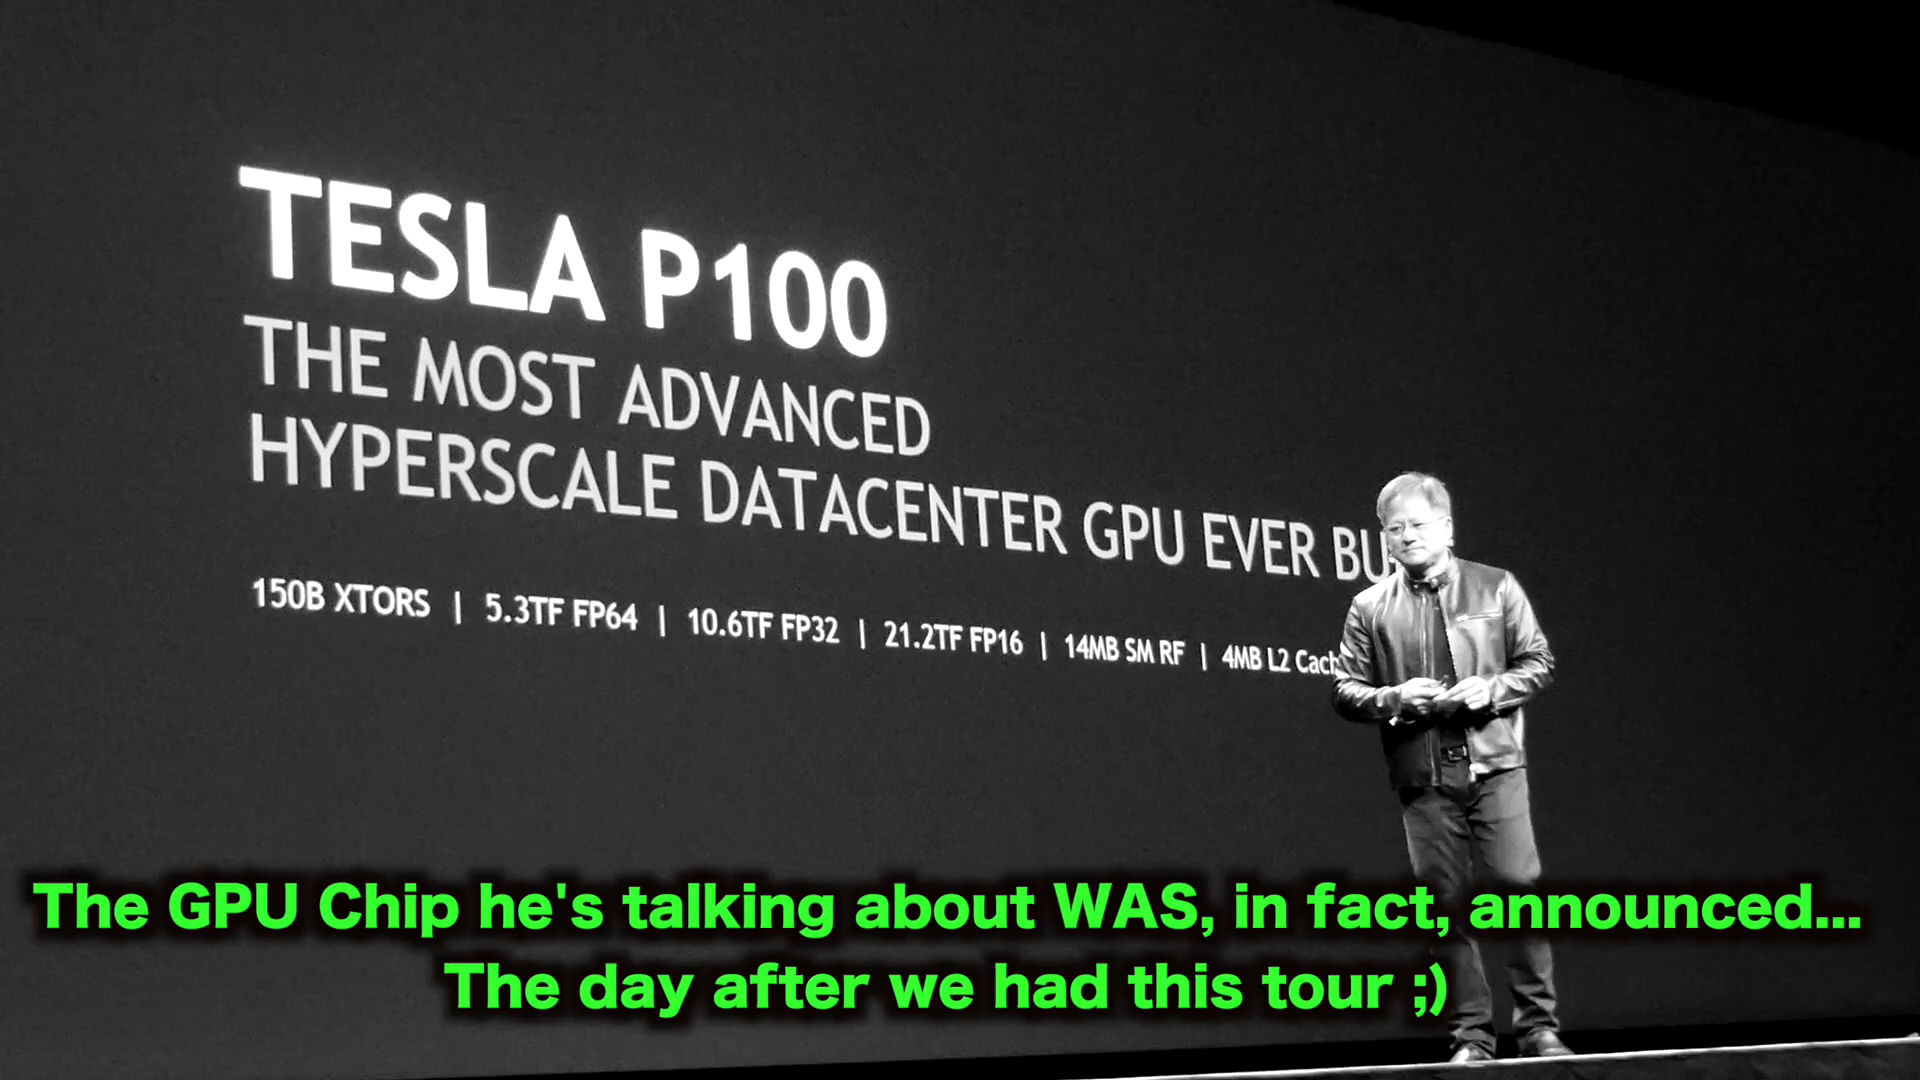 TESLA P100
THE MOST ADVANCED
HYPERSCALE DATACENTER GPU EVER
150B XTORS | 5.3TF FP64 | 10.6TF FP32 | 21.2TF FP16 | 14MB SM RF | 4MB L2
The GPU Chip he's talking about WAS, in fact, announced...
The day after we had this tour ;)